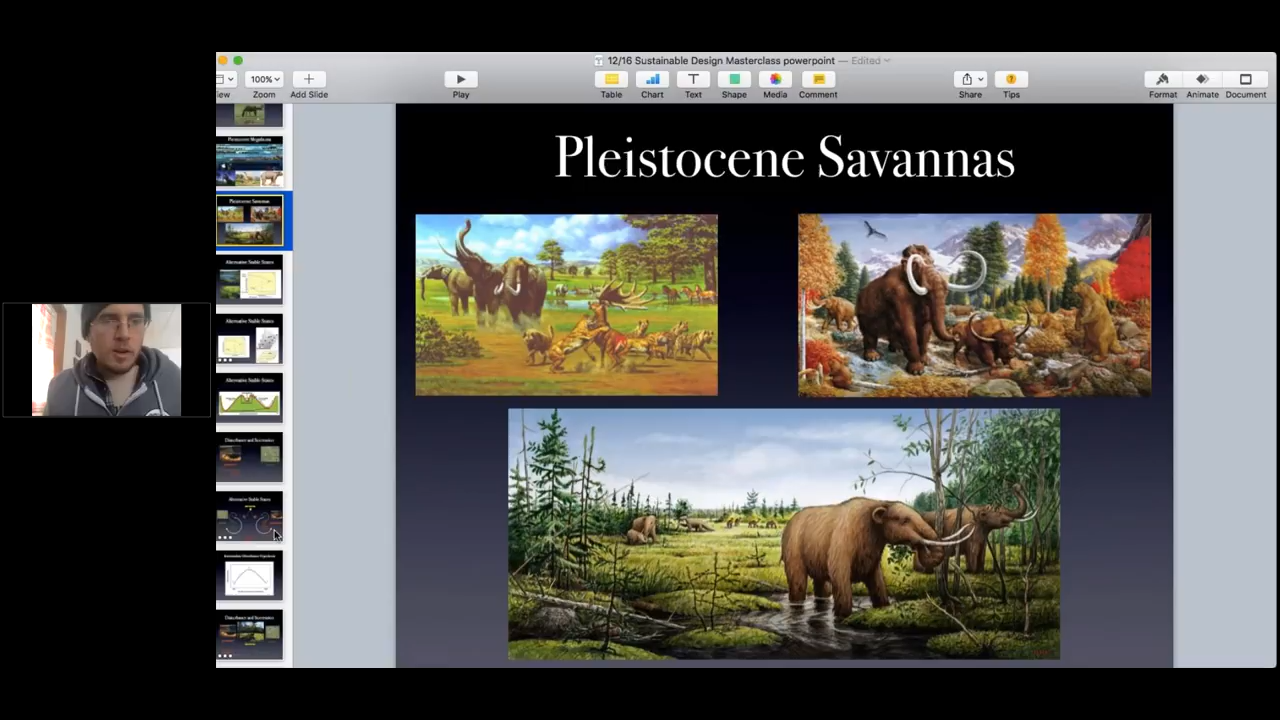 12/16 Sustainable Design Masterclass powerpoint — Edited
100%
Zoom
Add Slide
Play
Table
Chart
Text
Shape
Media
Comment
Share
Tips
Format
Animate
Document
Pleistocene Savannas
Pleistocene Megafauna
Pleistocene Savannas
Alternative Stable States
Alternative Stable States
Alternative Stable States
Disturbance and Succession
Alternative Stable States
Intermediate Disturbance Hypothesis
Disturbance and Succession